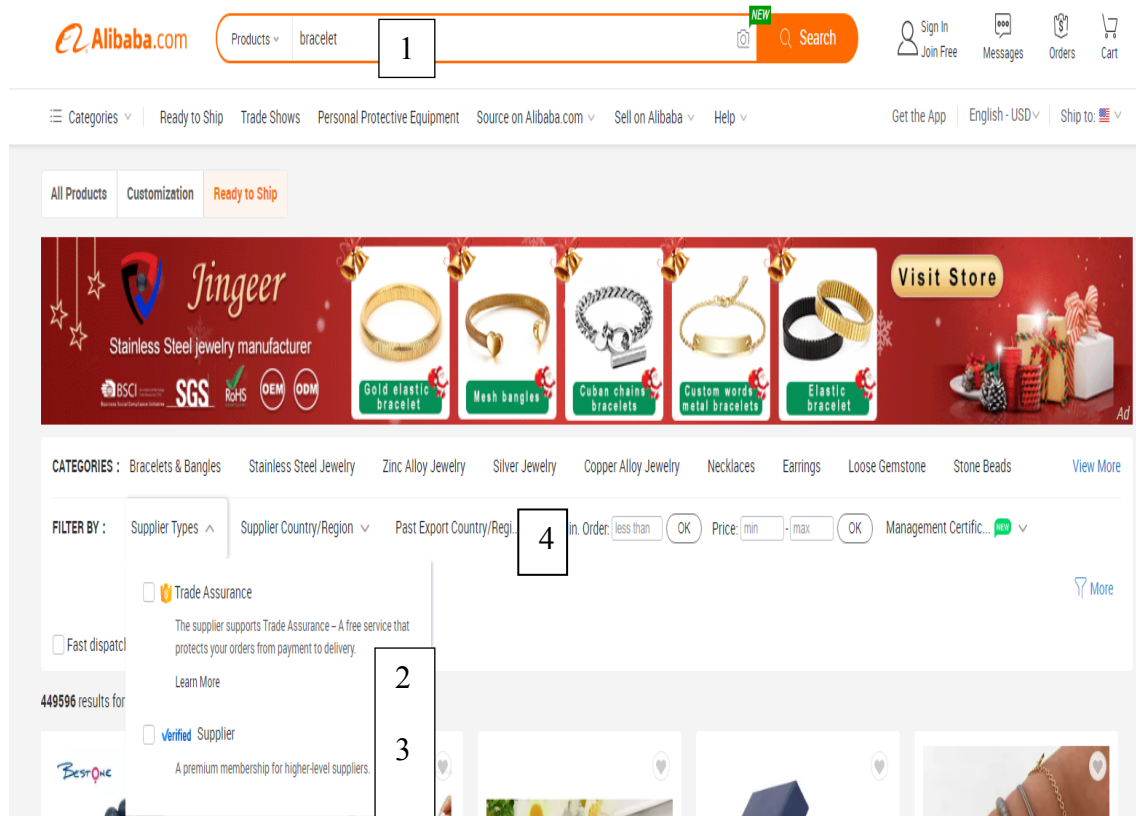 Alibaba.com Products bracelet 1 NEW Search Sign In
Join Free Messages Orders Cart
Categories Ready to Ship Trade Shows Personal Protective Equipment Source on Alibaba.com Sell on Alibaba Help Get the App English - USD Ship to:
All Products Customization Ready to Ship
Jingeer
Stainless Steel jewelry manufacturer
BSCI SGS RoHS OEM ODM
Gold elastic bracelet
Mesh bangles
Cuban chains bracelets
Custom words metal bracelets
Elastic bracelet
Visit Store
Ad
CATEGORIES : Bracelets & Bangles Stainless Steel Jewelry Zinc Alloy Jewelry Silver Jewelry Copper Alloy Jewelry Necklaces Earrings Loose Gemstone Stone Beads View More
FILTER BY : Supplier Types Supplier Country/Region Past Export Country/Regi... 4 in. Order: less than OK Price: min - max OK Management Certific... NEW
Trade Assurance
More
The supplier supports Trade Assurance – A free service that
protects your orders from payment to delivery.
Fast dispatch
Learn More
2
449596 results for
Verified Supplier
3
A premium membership for higher-level suppliers.
BestOne